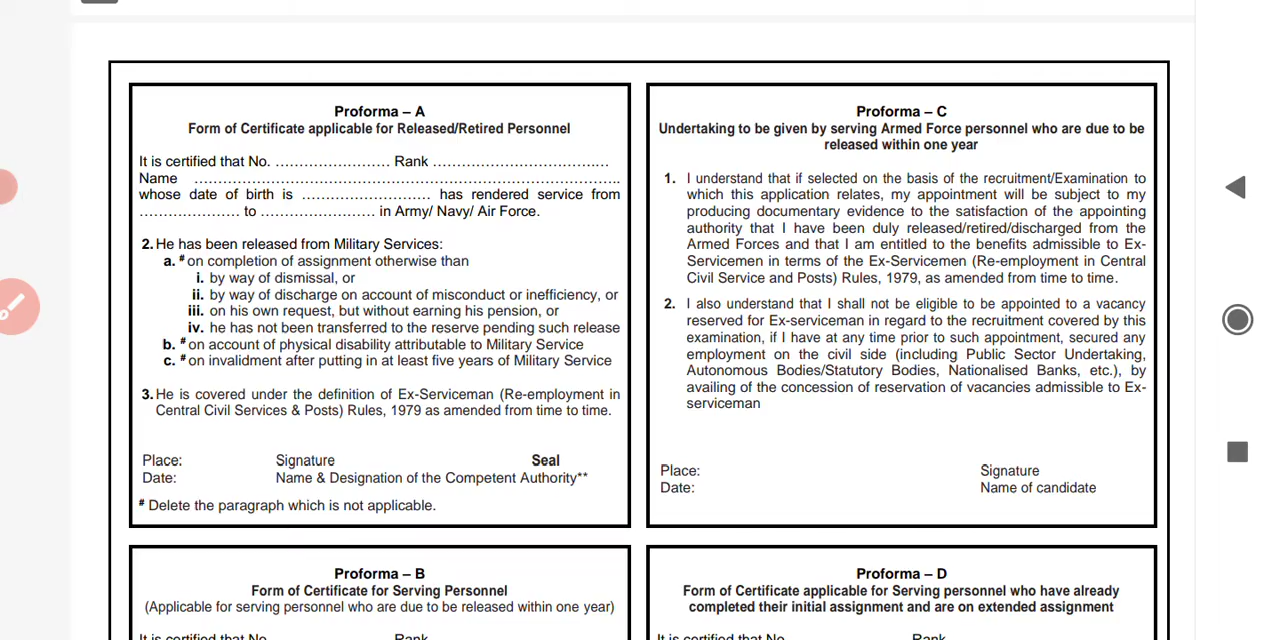 Proforma – A
Form of Certificate applicable for Released/Retired Personnel
It is certified that No. …………………… Rank ……………………………….
Name …………………………………………………………………………..
whose date of birth is ……………………… has rendered service from
………………… to …………………… in Army/ Navy/ Air Force.
2. He has been released from Military Services:
a. # on completion of assignment otherwise than
i. by way of dismissal, or
ii. by way of discharge on account of misconduct or inefficiency, or
iii. on his own request, but without earning his pension, or
iv. he has not been transferred to the reserve pending such release
b. # on account of physical disability attributable to Military Service
c. # on invalidment after putting in at least five years of Military Service
3. He is covered under the definition of Ex-Serviceman (Re-employment in
Central Civil Services & Posts) Rules, 1979 as amended from time to time.
Place: Signature Seal
Date: Name & Designation of the Competent Authority**
# Delete the paragraph which is not applicable.
Proforma – C
Undertaking to be given by serving Armed Force personnel who are due to be
released within one year
1. I understand that if selected on the basis of the recruitment/Examination to
which this application relates, my appointment will be subject to my
producing documentary evidence to the satisfaction of the appointing
authority that I have been duly released/retired/discharged from the
Armed Forces and that I am entitled to the benefits admissible to Ex-
Servicemen in terms of the Ex-Servicemen (Re-employment in Central
Civil Service and Posts) Rules, 1979, as amended from time to time.
2. I also understand that I shall not be eligible to be appointed to a vacancy
reserved for Ex-serviceman in regard to the recruitment covered by this
examination, if I have at any time prior to such appointment, secured any
employment on the civil side (including Public Sector Undertaking,
Autonomous Bodies/Statutory Bodies, Nationalised Banks, etc.), by
availing of the concession of reservation of vacancies admissible to Ex-
serviceman
Place: Signature
Date: Name of candidate
Proforma – B
Form of Certificate for Serving Personnel
(Applicable for serving personnel who are due to be released within one year)
It is certified that No. Rank
Proforma – D
Form of Certificate applicable for Serving personnel who have already
completed their initial assignment and are on extended assignment
It is certified that No. Rank